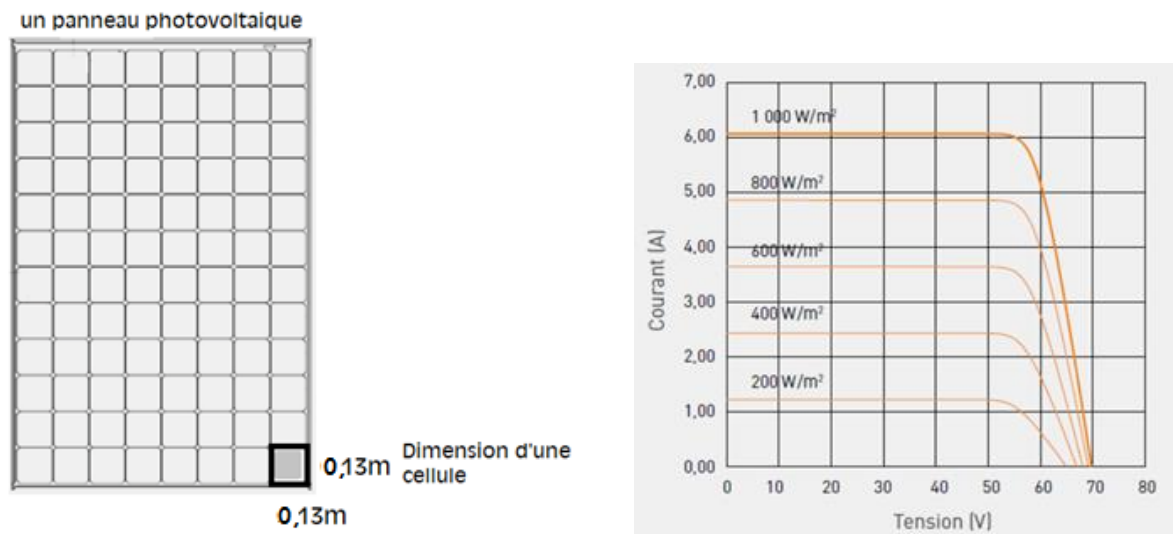 un panneau photovoltaique
0,13m
Dimension d'une
cellule
0,13m
7,00
6,00
5,00
4,00
3,00
2,00
1,00
0,00
Courant (A)
1 000 W/m²
800 W/m²
600 W/m²
400 W/m²
200 W/m²
0 10 20 30 40 50 60 70 80
Tension (V)